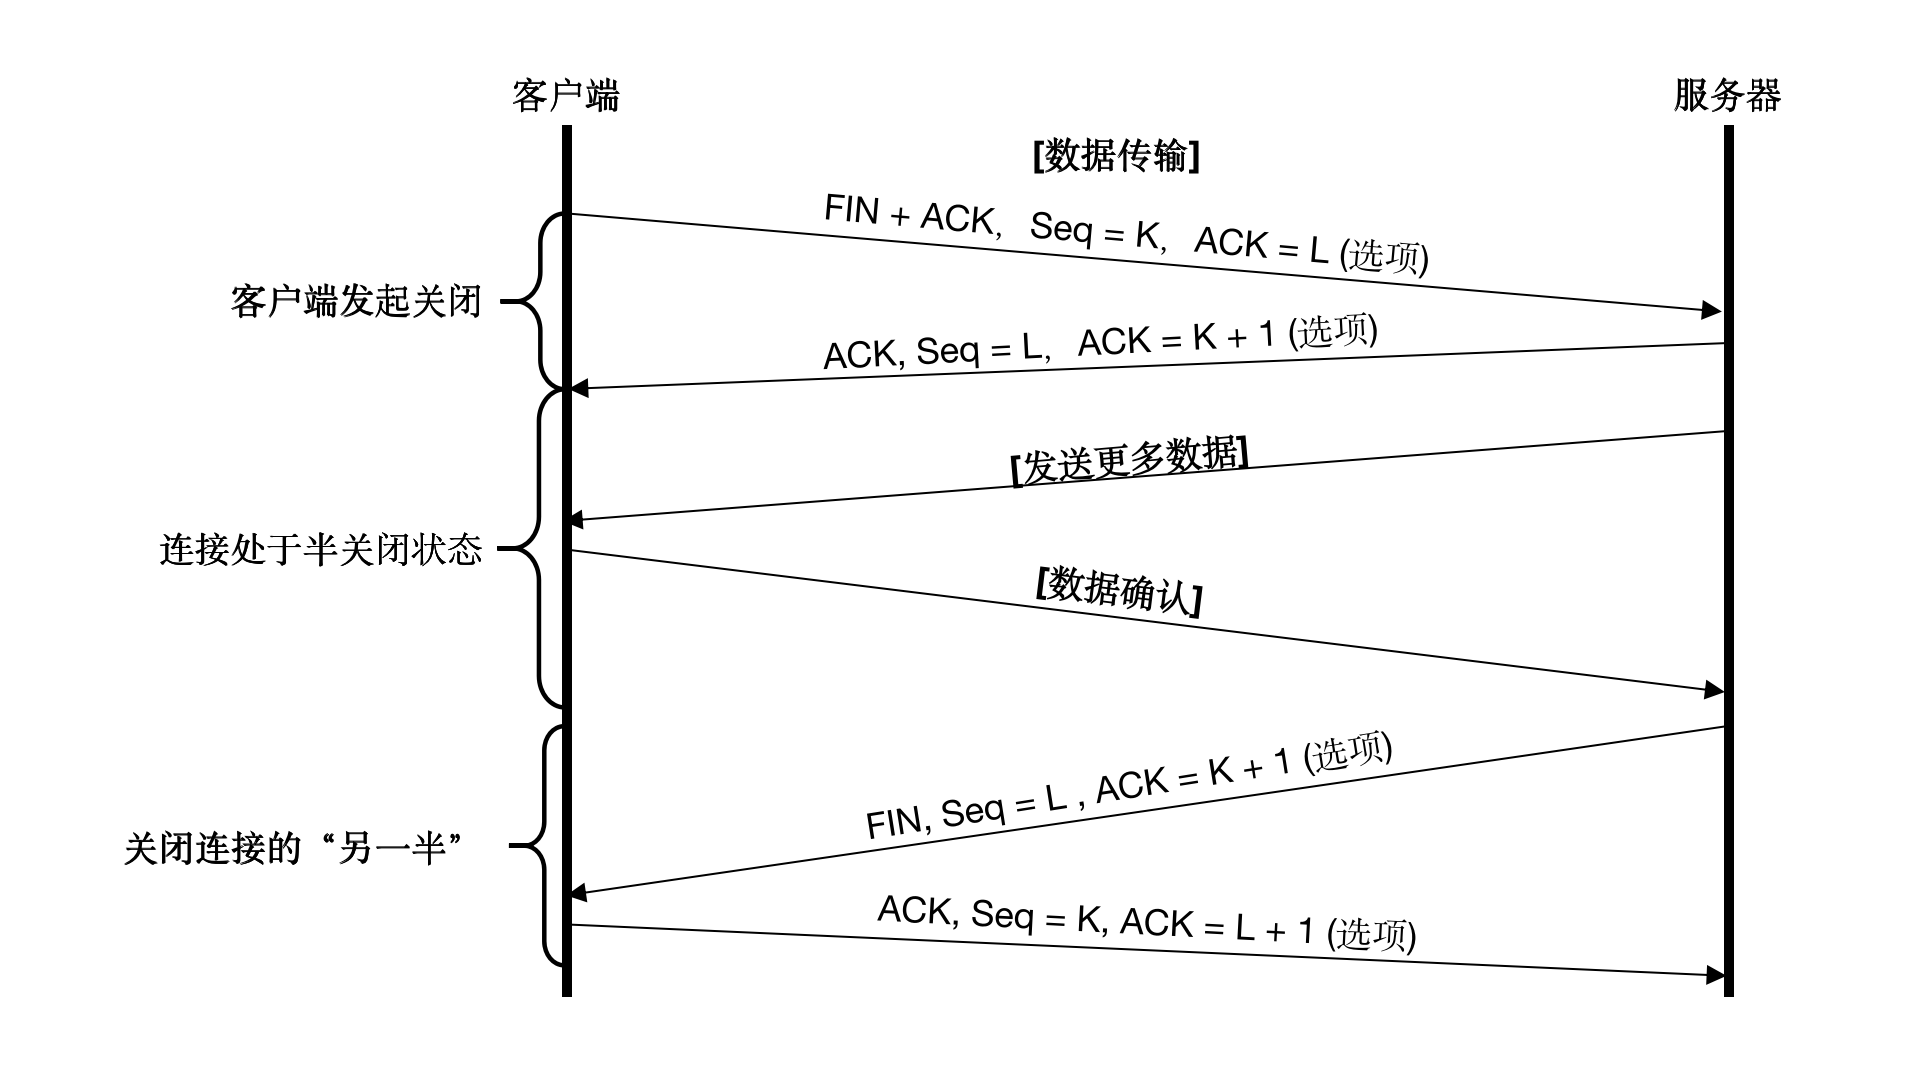 客户端
服务器
[数据传输]
FIN + ACK,   Seq = K,   ACK = L (选项)
客户端发起关闭
ACK, Seq = L,   ACK = K + 1 (选项)
[发送更多数据]
连接处于半关闭状态
[数据确认]
FIN, Seq = L , ACK = K + 1 (选项)
关闭连接的“另一半”
ACK, Seq = K, ACK = L + 1 (选项)